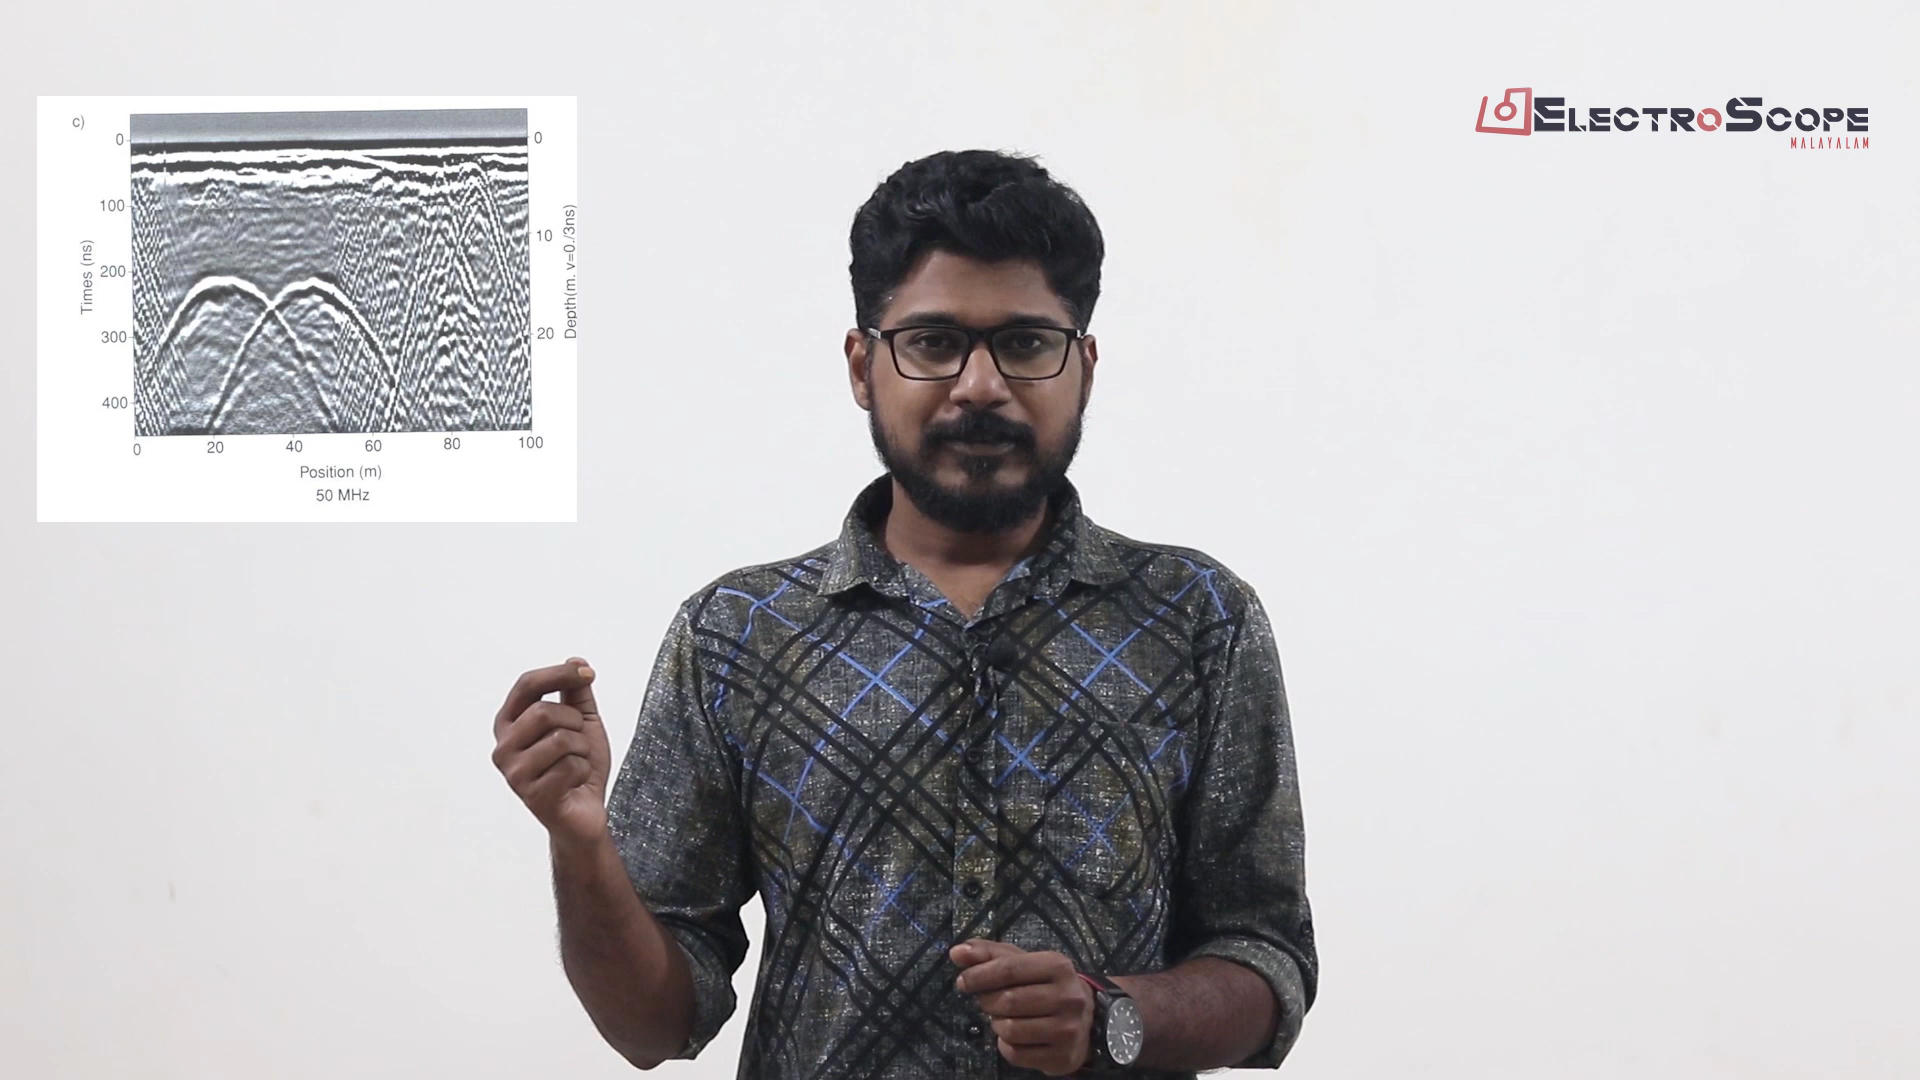 c)
0
100
200
300
400
Times (ns)
0
10
20
Depth(m. v=0./3ns)
0 20 40 60 80 100
Position (m)
50 MHz
ELECTROSCOPE
MALAYALAM